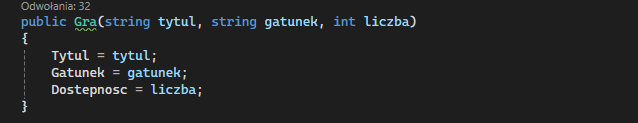 Odwołania: 32
public Gra(string tytul, string gatunek, int liczba)
{
Tytul = tytul;
Gatunek = gatunek;
Dostepnosc = liczba;
}